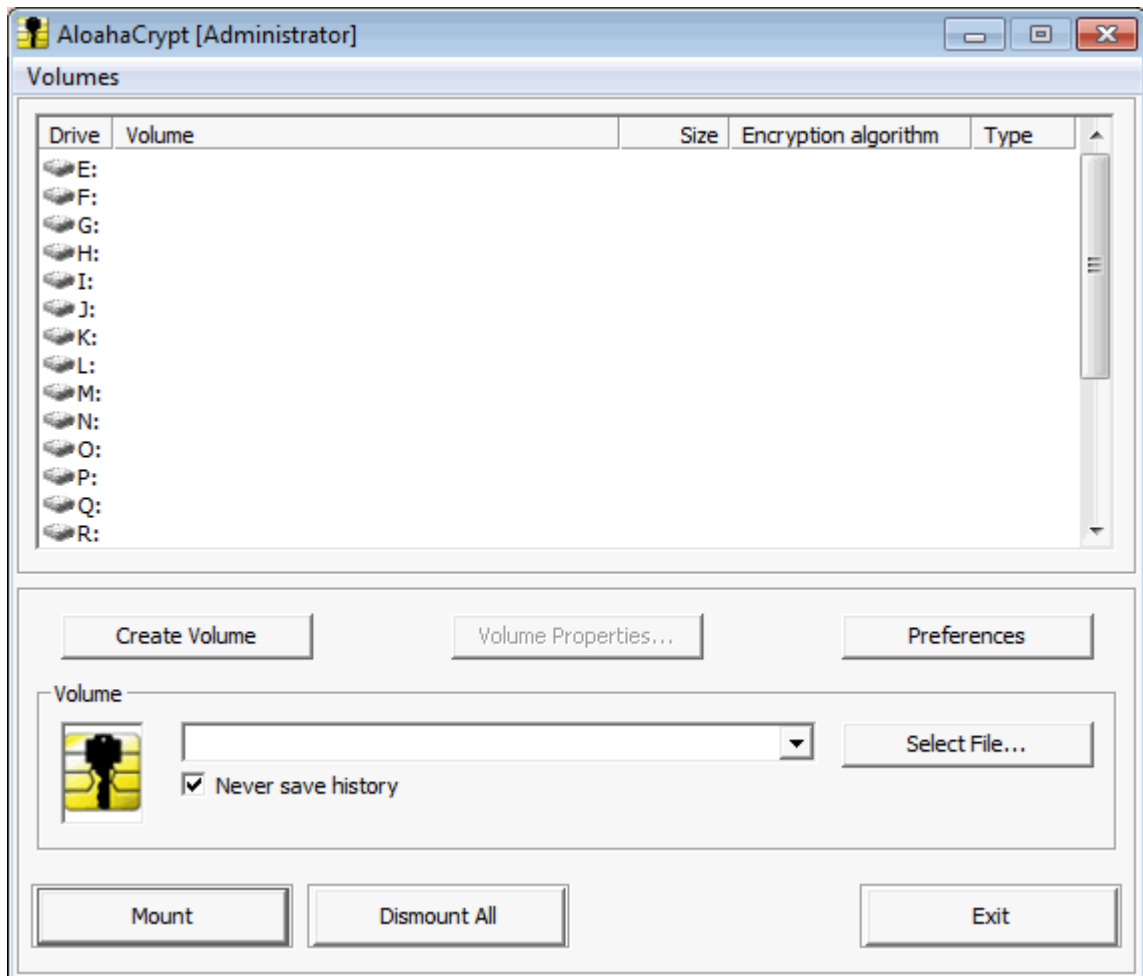 AloahaCrypt [Administrator]
Volumes
Drive Volume Size Encryption algorithm Type
E:
F:
G:
H:
I:
J:
K:
L:
M:
N:
O:
P:
Q:
R:
Create Volume Volume Properties... Preferences
Volume
Select File...
Never save history
Mount Dismount All Exit